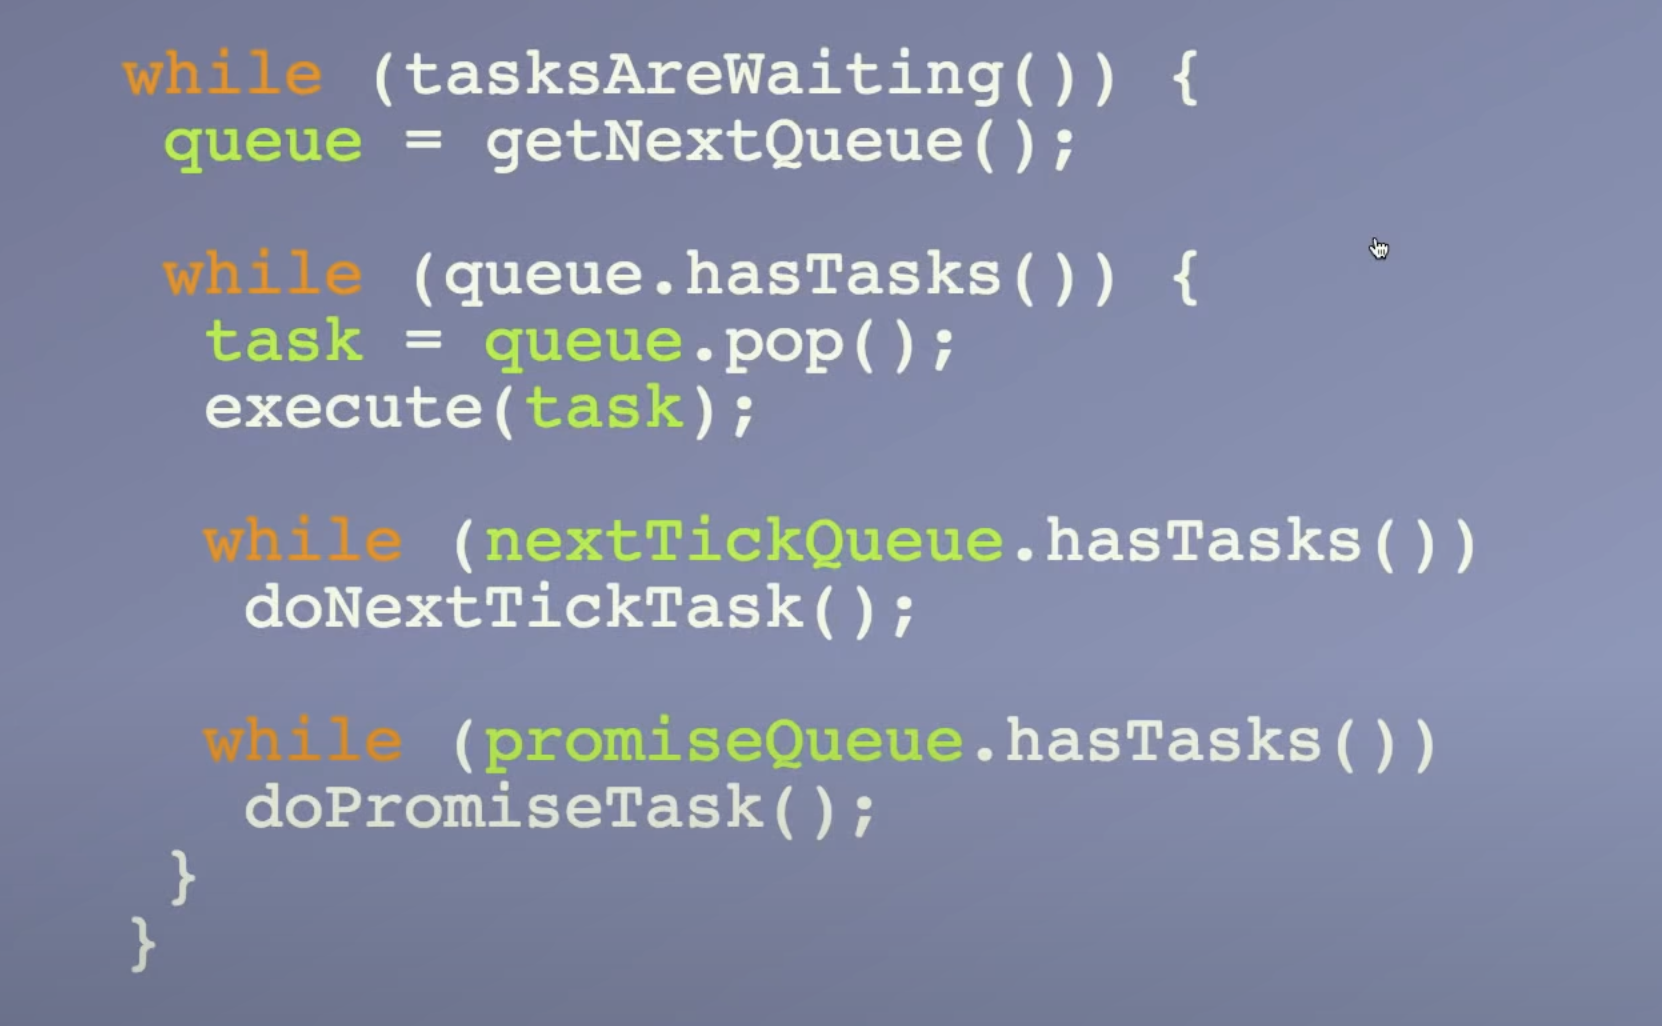 while (tasksAreWaiting()) {
queue = getNextQueue();
while (queue.hasTasks()) {
task = queue.pop();
execute(task);
while (nextTickQueue.hasTasks())
doNextTickTask();
while (promiseQueue.hasTasks())
doPromiseTask();
}
}